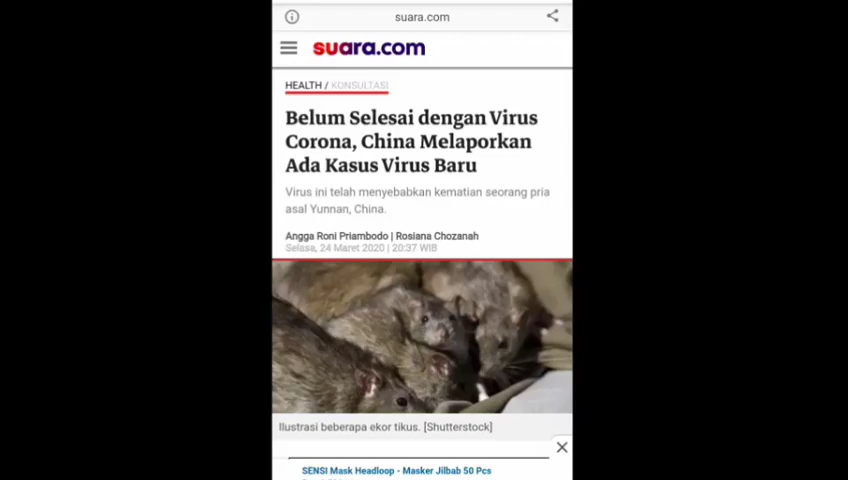 suara.com
suara.com
HEALTH / KONSULTASI
Belum Selesai dengan Virus
Corona, China Melaporkan
Ada Kasus Virus Baru
Virus ini telah menyebabkan kematian seorang pria
asal Yunnan, China.
Angga Roni Priambodo | Rosiana Chozanah
Selasa, 24 Maret 2020 | 20:37 WIB
Ilustrasi beberapa ekor tikus. [Shutterstock]
SENSI Mask Headloop - Masker Jilbab 50 Pcs